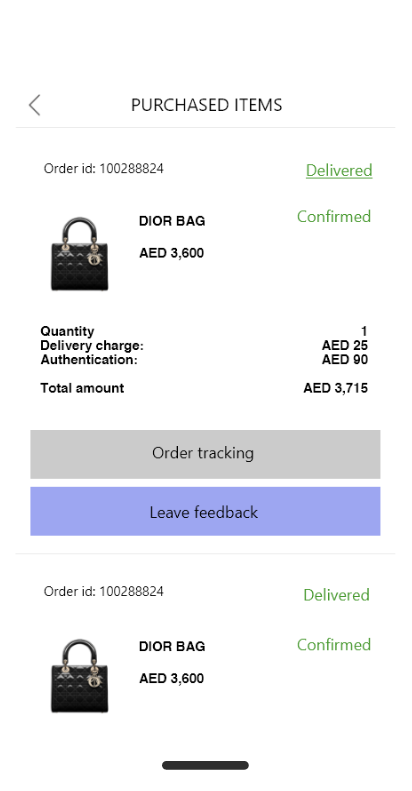 PURCHASED ITEMS
Order id: 100288824 Delivered
Confirmed
DIOR BAG
AED 3,600
Quantity 1
Delivery charge: AED 25
Authentication: AED 90
Total amount AED 3,715
Order tracking
Leave feedback
Order id: 100288824 Delivered
DIOR BAG Confirmed
AED 3,600